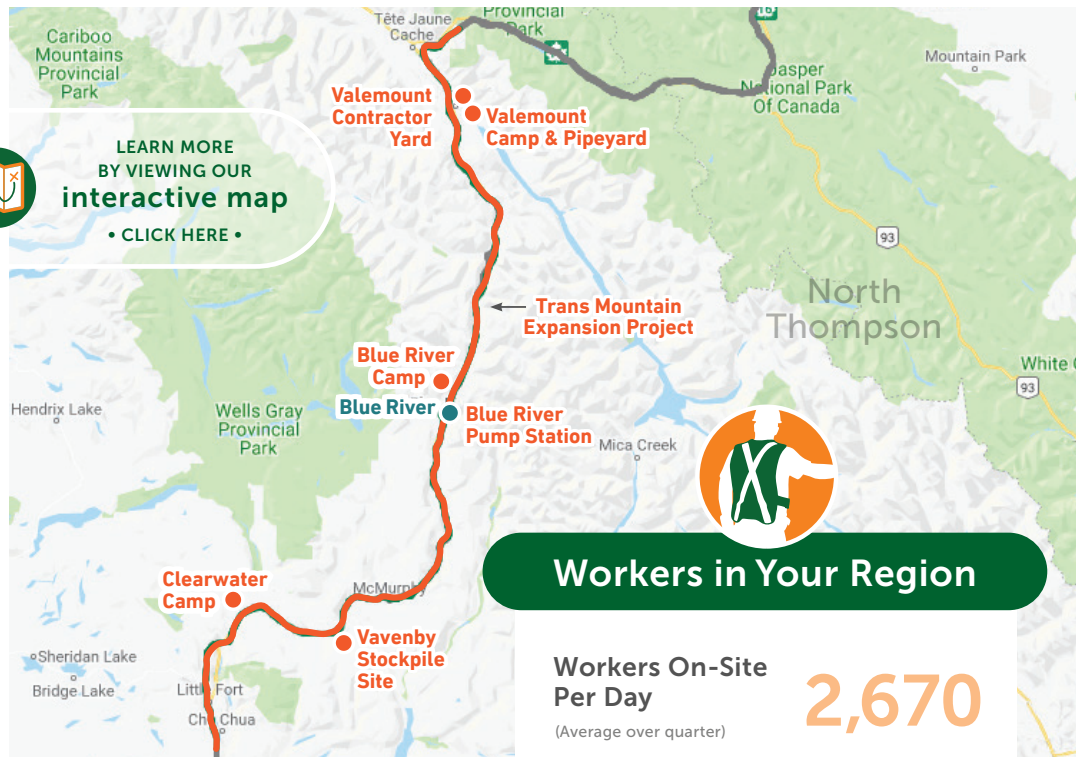 Cariboo
Mountains
Provincial
Park
Tête Jaune
Cache
Provincial
Park
16
Jasper
National Park
Of Canada
Mountain Park
Valemount
Contractor
Yard
Valemount
Camp & Pipeyard
LEARN MORE
BY VIEWING OUR
interactive map
• CLICK HERE •
93
North
Thompson
Trans Mountain
Expansion Project
Blue River
Camp
Blue River
Blue River
Pump Station
White
93
Hendrix Lake
Wells Gray
Provincial
Park
Mica Creek
Workers in Your Region
Clearwater
Camp
McMurphy
Vavenby
Stockpile
Site
Sheridan Lake
Bridge Lake
Little Fort
Chu Chua
Workers On-Site
Per Day
(Average over quarter)
2,670